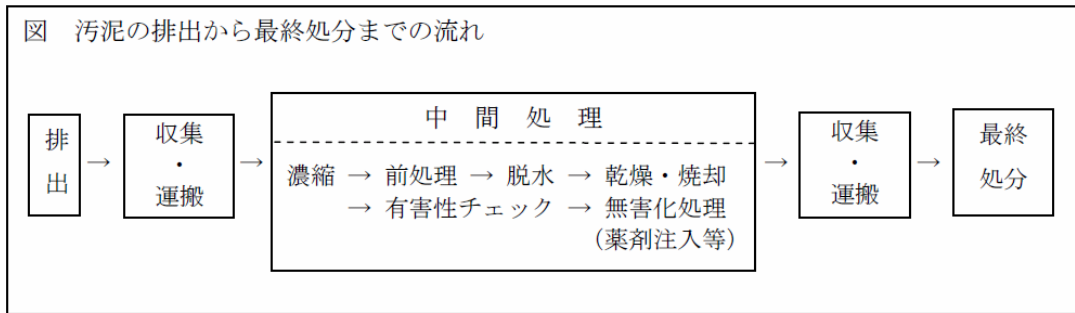 図 汚泥の排出から最終処分までの流れ
排出
→
収集・運搬
→
中間処理
濃縮 → 前処理 → 脱水 → 乾燥・焼却
→ 有害性チェック → 無害化処理
（薬剤注入等）
→
収集・運搬
→
最終処分